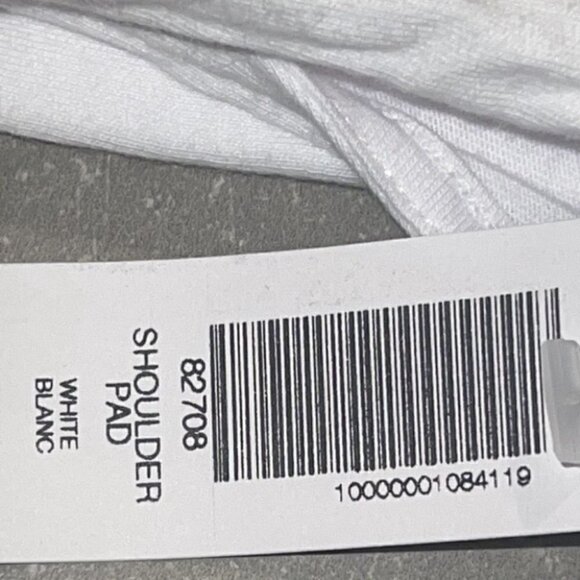 10000001084119
82708
SHOULDER
PAD
WHITE
BLANC